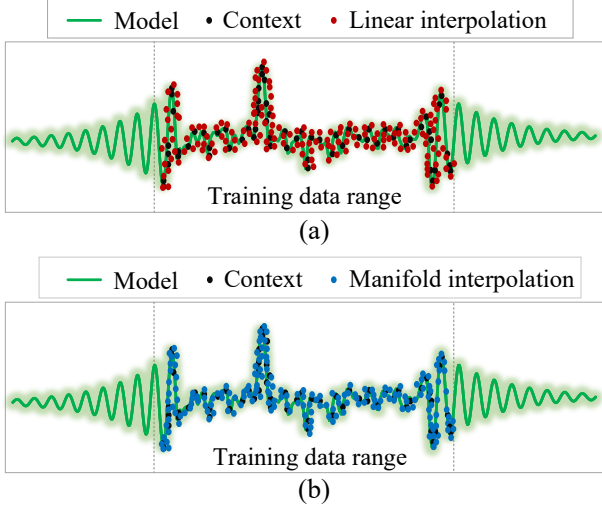 Model Context Linear interpolation
Training data range
(a)
Model Context Manifold interpolation
Training data range
(b)